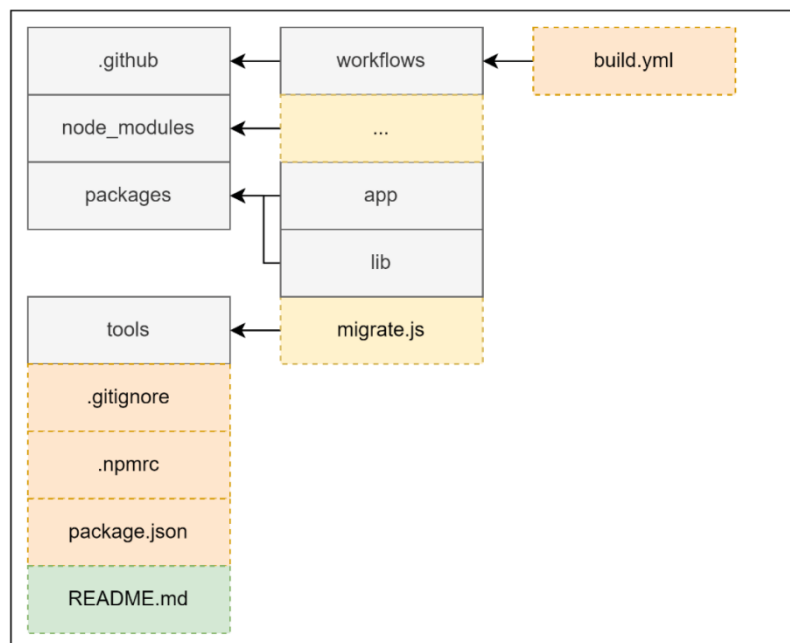 .github
workflows
build.yml
node_modules
...
packages
app
lib
tools
migrate.js
.gitignore
.npmrc
package.json
README.md